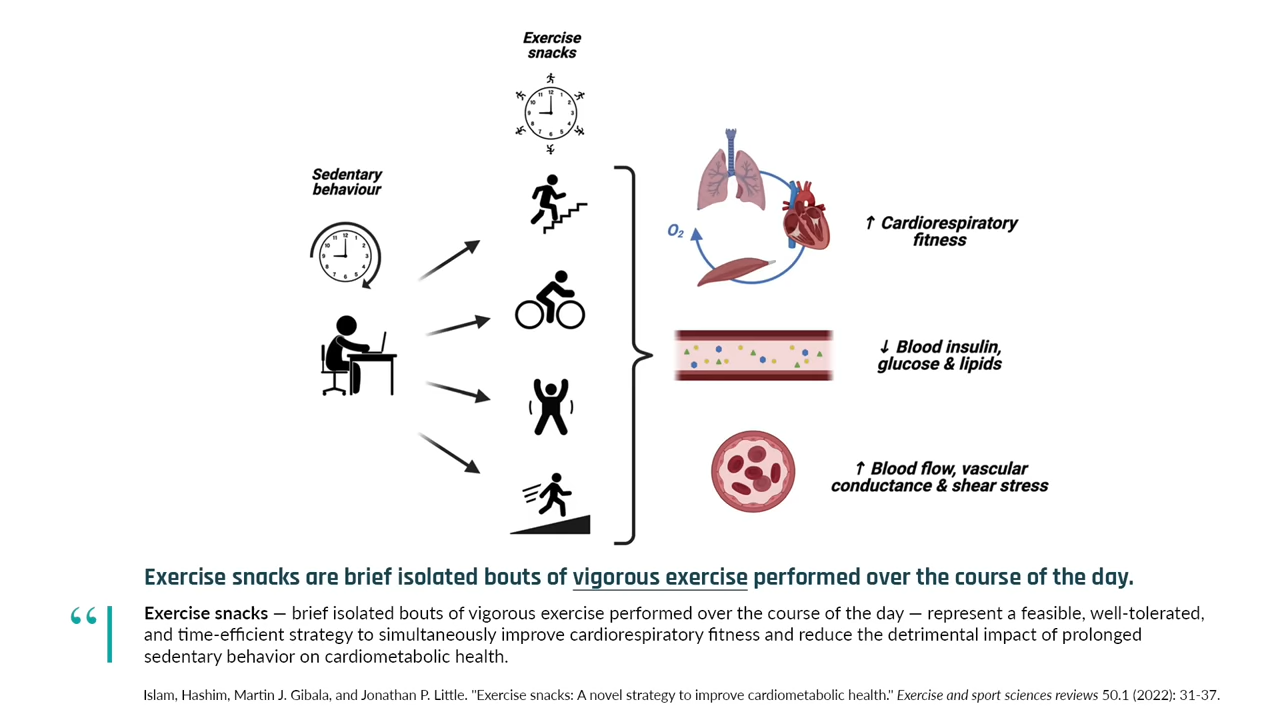 Exercise
snacks
Sedentary
behaviour
O₂
↑ Cardiorespiratory
fitness
↓ Blood insulin,
glucose & lipids
↑ Blood flow, vascular
conductance & shear stress
Exercise snacks are brief isolated bouts of vigorous exercise performed over the course of the day.
“
Exercise snacks — brief isolated bouts of vigorous exercise performed over the course of the day — represent a feasible, well-tolerated,
and time-efficient strategy to simultaneously improve cardiorespiratory fitness and reduce the detrimental impact of prolonged
sedentary behavior on cardiometabolic health.
Islam, Hashim, Martin J. Gibala, and Jonathan P. Little. "Exercise snacks: A novel strategy to improve cardiometabolic health." Exercise and sport sciences reviews 50.1 (2022): 31-37.